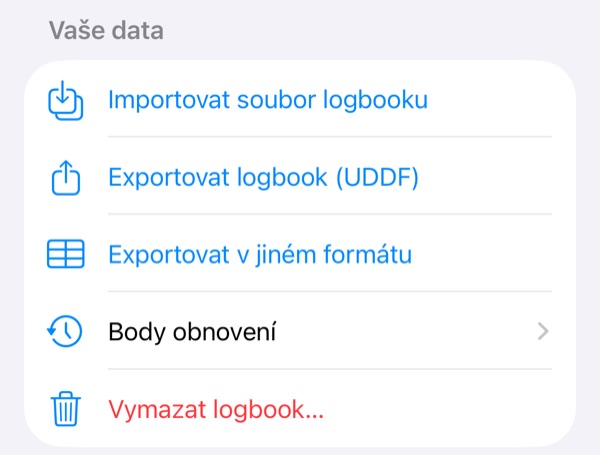 Vaše data
Importovat soubor logbooku
Exportovat logbook (UDDF)
Exportovat v jiném formátu
Body obnovení
Vymazat logbook...